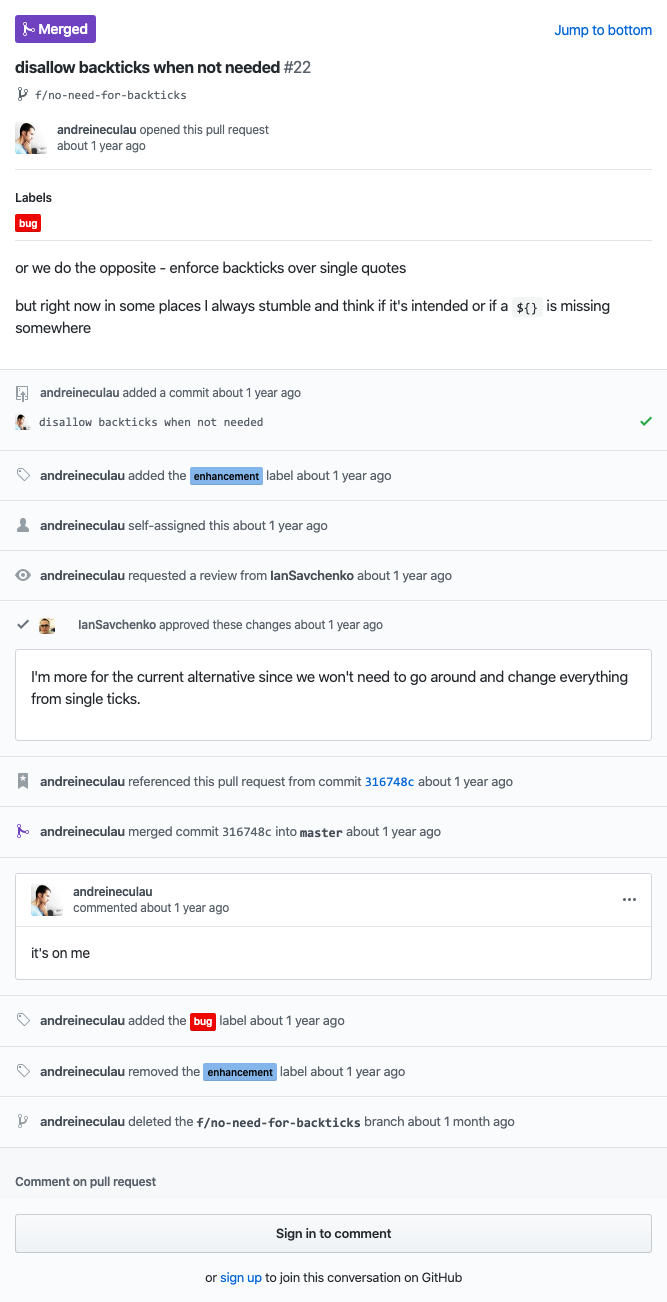 Merged
Jump to bottom
disallow backticks when not needed #22
f/no-need-for-backticks
andreineculau opened this pull request
about 1 year ago
Labels
bug
or we do the opposite - enforce backticks over single quotes
but right now in some places I always stumble and think if it's intended or if a ${} is missing
somewhere
andreineculau added a commit about 1 year ago
disallow backticks when not needed
andreineculau added the enhancement label about 1 year ago
andreineculau self-assigned this about 1 year ago
andreineculau requested a review from IanSavchenko about 1 year ago
IanSavchenko approved these changes about 1 year ago
I'm more for the current alternative since we won't need to go around and change everything
from single ticks.
andreineculau referenced this pull request from commit 316748c about 1 year ago
andreineculau merged commit 316748c into master about 1 year ago
andreineculau
commented about 1 year ago
it's on me
andreineculau added the bug label about 1 year ago
andreineculau removed the enhancement label about 1 year ago
andreineculau deleted the f/no-need-for-backticks branch about 1 month ago
Comment on pull request
Sign in to comment
or sign up to join this conversation on GitHub